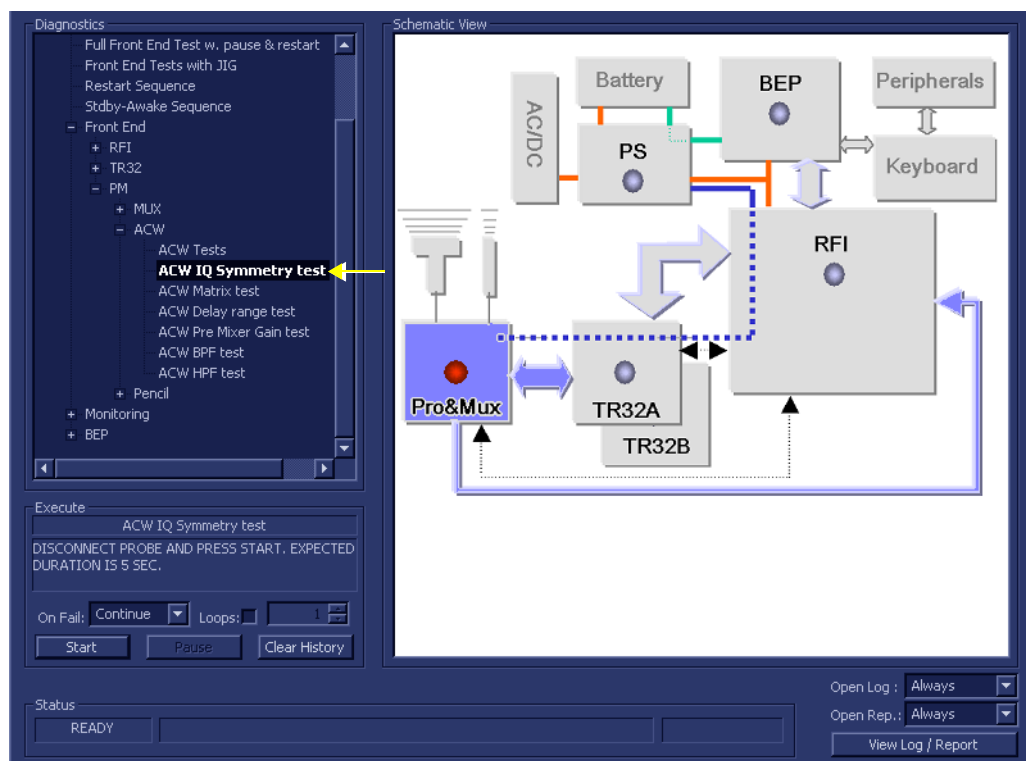 Diagnostics
Full Front End Test w. pause & restart
Front End Tests with JIG
Restart Sequence
Stdby-Awake Sequence
Front End
RFI
TR32
PM
MUX
ACW
ACW Tests
ACW IQ Symmetry test
ACW Matrix test
ACW Delay range test
ACW Pre Mixer Gain test
ACW BPF test
ACW HPF test
Pencil
Monitoring
BEP
Execute
ACW IQ Symmetry test
DISCONNECT PROBE AND PRESS START. EXPECTED
DURATION IS 5 SEC.
On Fail: Continue Loops: 1
Start Pause Clear History
Schematic View
AC/DC
Battery
BEP
Peripherals
PS
Keyboard
RFI
Pro&Mux
TR32A
TR32B
Status
READY
Open Log : Always
Open Rep.: Always
View Log / Report